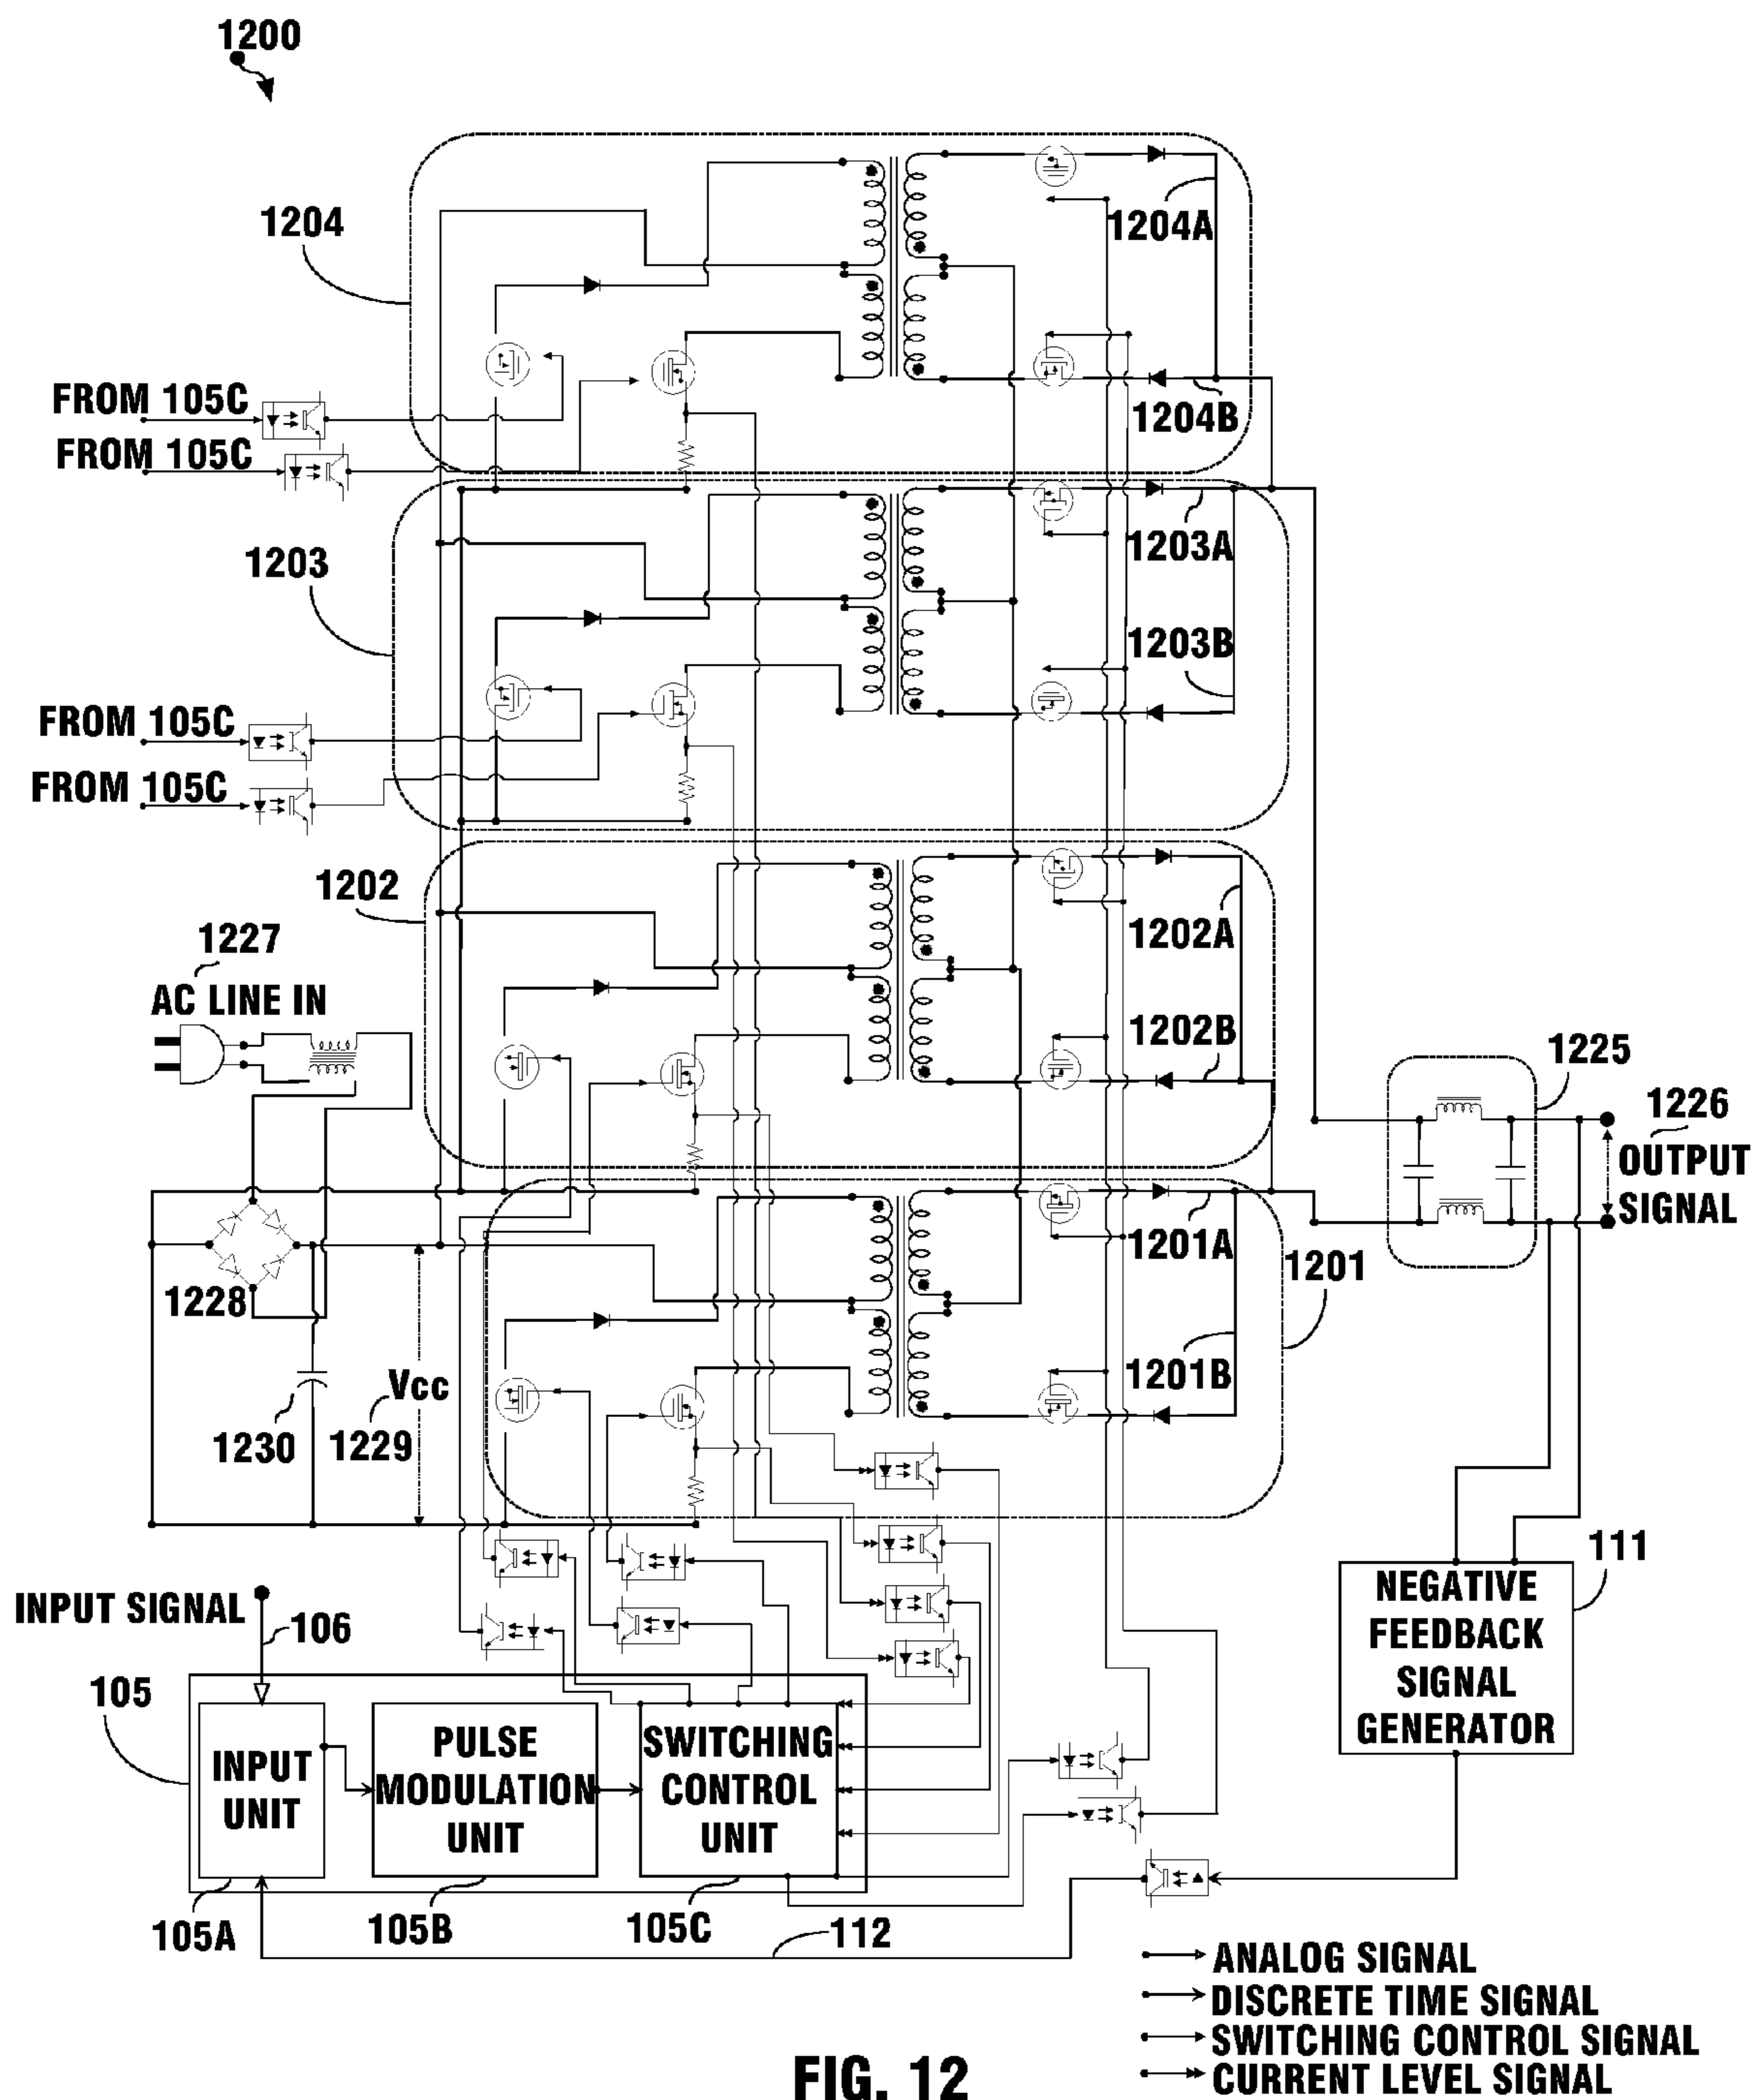 1200
1204
1204A
1204B
FROM 105C
FROM 105C
1203
1203A
1203B
FROM 105C
FROM 105C
1202
1202A
1202B
1227
AC LINE IN
1225
1226
OUTPUT
SIGNAL
1201A
1201
1228
1201B
Vcc
1230
1229
111
NEGATIVE
FEEDBACK
SIGNAL
GENERATOR
INPUT SIGNAL
106
105
INPUT
UNIT
PULSE
MODULATION
UNIT
SWITCHING
CONTROL
UNIT
105A
105B
105C
112
ANALOG SIGNAL
DISCRETE TIME SIGNAL
SWITCHING CONTROL SIGNAL
CURRENT LEVEL SIGNAL
FIG. 12